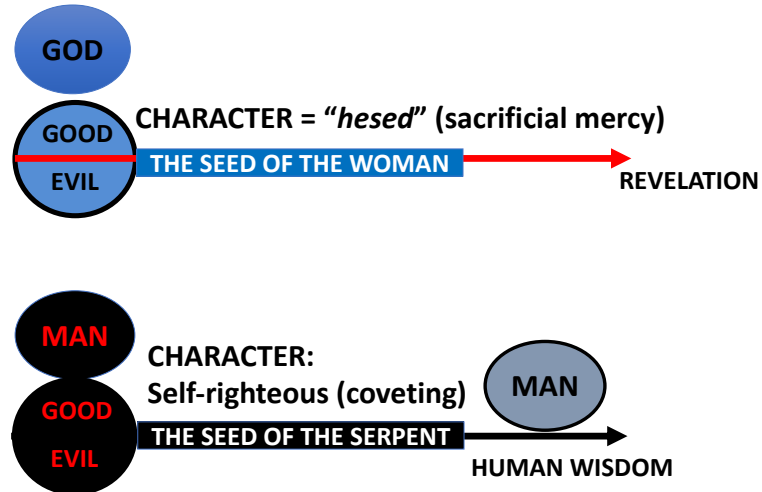 GOD
CHARACTER = “hesed” (sacrificial mercy)
GOOD
EVIL
THE SEED OF THE WOMAN
REVELATION
MAN
CHARACTER:
Self-righteous (coveting)
MAN
GOOD
EVIL
THE SEED OF THE SERPENT
HUMAN WISDOM